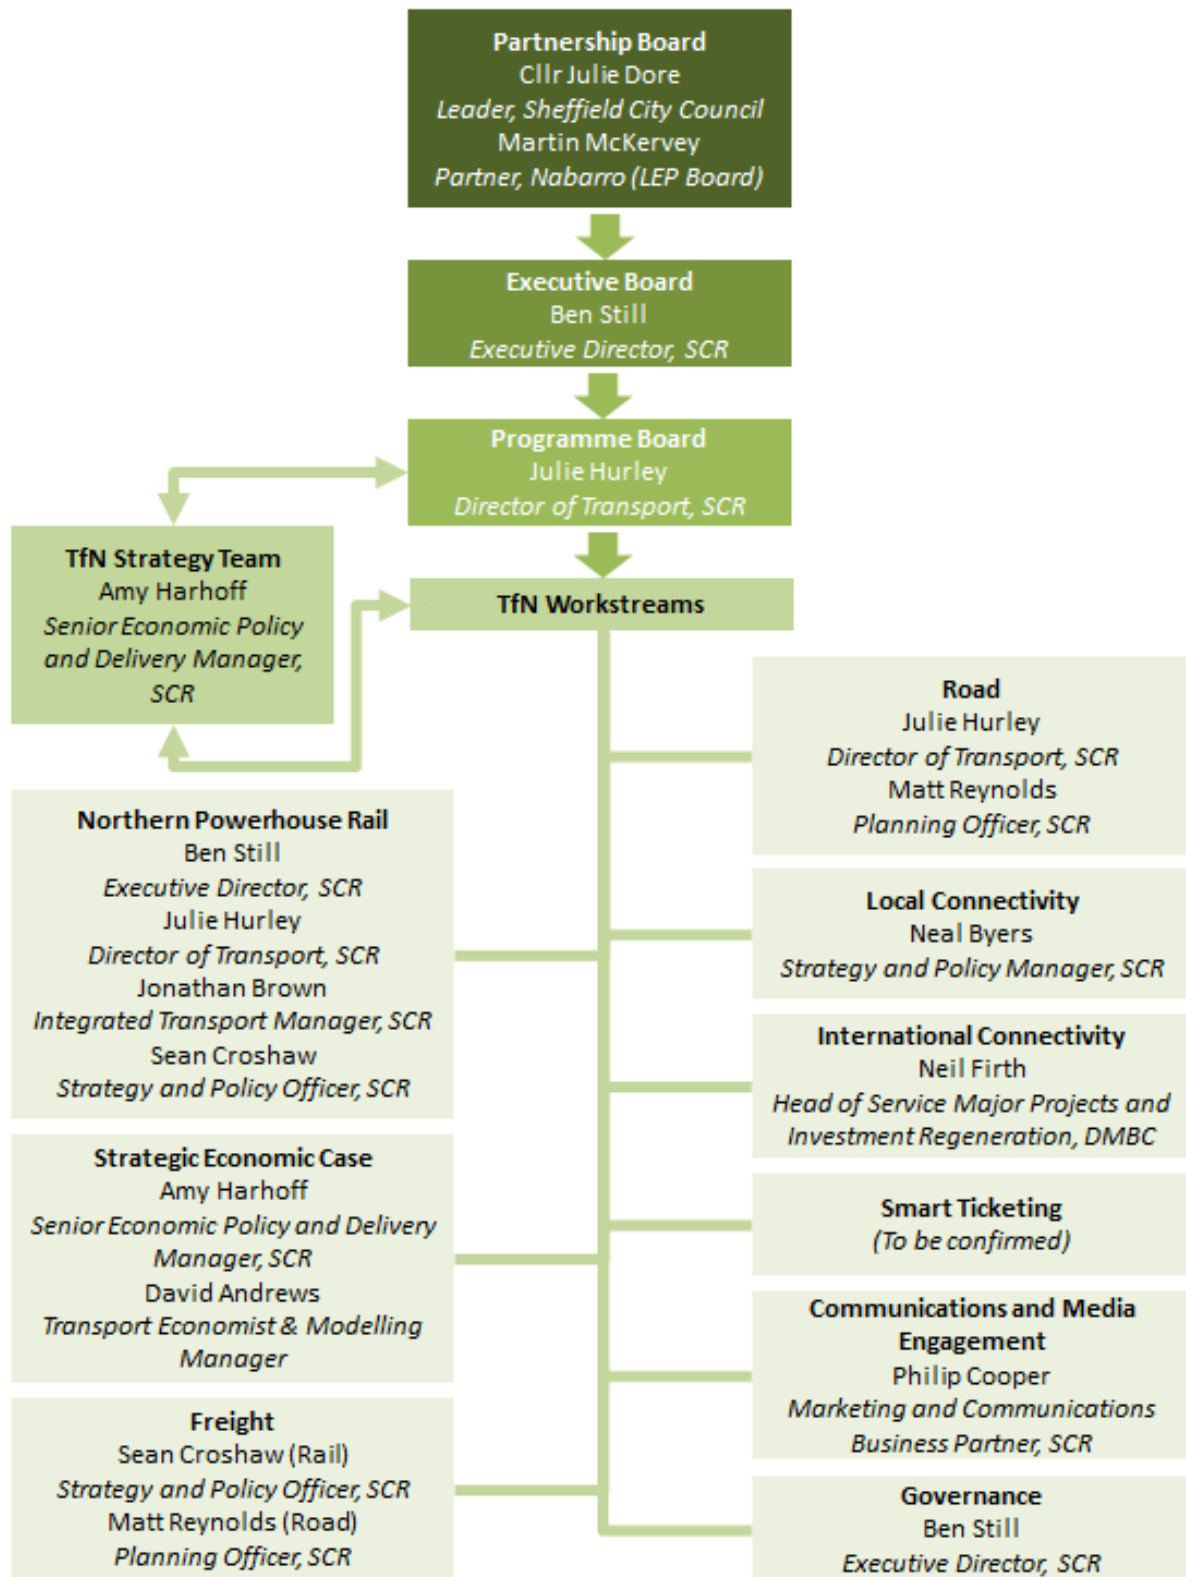 Partnership Board
Cllr Julie Dore
Leader, Sheffield City Council
Martin McKervey
Partner, Nabarro (LEP Board)
Executive Board
Ben Still
Executive Director, SCR
Programme Board
Julie Hurley
Director of Transport, SCR
TfN Strategy Team
Amy Harhoff
Senior Economic Policy
and Delivery Manager,
SCR
TfN Workstreams
Northern Powerhouse Rail
Ben Still
Executive Director, SCR
Julie Hurley
Director of Transport, SCR
Jonathan Brown
Integrated Transport Manager, SCR
Sean Croshaw
Strategy and Policy Officer, SCR
Strategic Economic Case
Amy Harhoff
Senior Economic Policy and Delivery
Manager, SCR
David Andrews
Transport Economist & Modelling
Manager
Freight
Sean Croshaw (Rail)
Strategy and Policy Officer, SCR
Matt Reynolds (Road)
Planning Officer, SCR
Road
Julie Hurley
Director of Transport, SCR
Matt Reynolds
Planning Officer, SCR
Local Connectivity
Neal Byers
Strategy and Policy Manager, SCR
International Connectivity
Neil Firth
Head of Service Major Projects and
Investment Regeneration, DMBC
Smart Ticketing
(To be confirmed)
Communications and Media
Engagement
Philip Cooper
Marketing and Communications
Business Partner, SCR
Governance
Ben Still
Executive Director, SCR